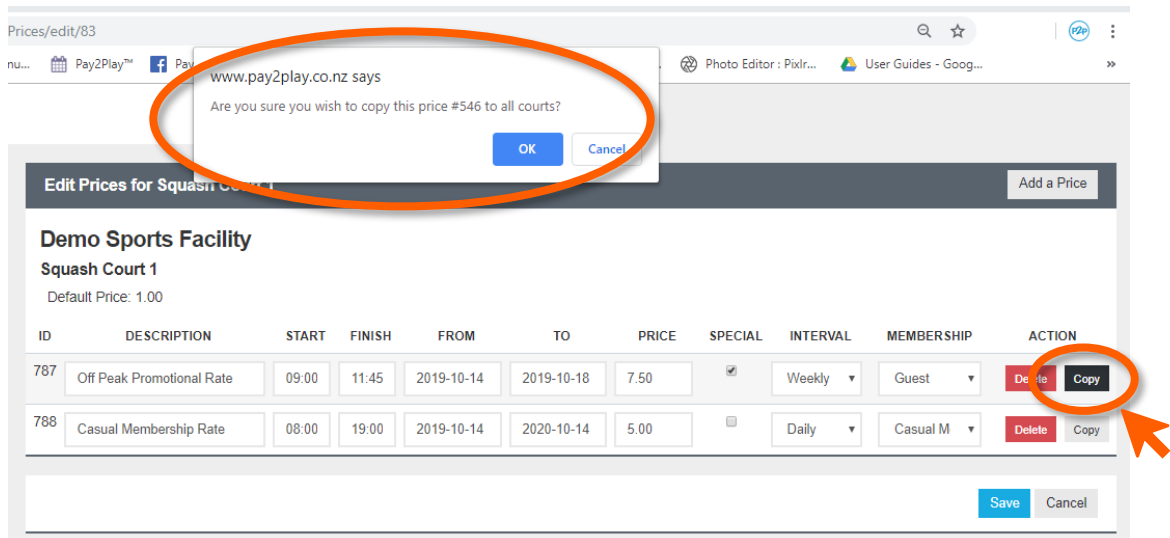 Prices/edit/83
P2P
nu... Pay2Play™ Pay Photo Editor : Pixlr... User Guides - Goog... »
www.pay2play.co.nz says
Are you sure you wish to copy this price #546 to all courts?
OK Cancel
Edit Prices for Squash Court 1 Add a Price
Demo Sports Facility
Squash Court 1
Default Price: 1.00
ID DESCRIPTION START FINISH FROM TO PRICE SPECIAL INTERVAL MEMBERSHIP ACTION
787 Off Peak Promotional Rate 09:00 11:45 2019-10-14 2019-10-18 7.50 Weekly Guest Delete Copy
788 Casual Membership Rate 08:00 19:00 2019-10-14 2020-10-14 5.00 Daily Casual M Delete Copy
Save Cancel